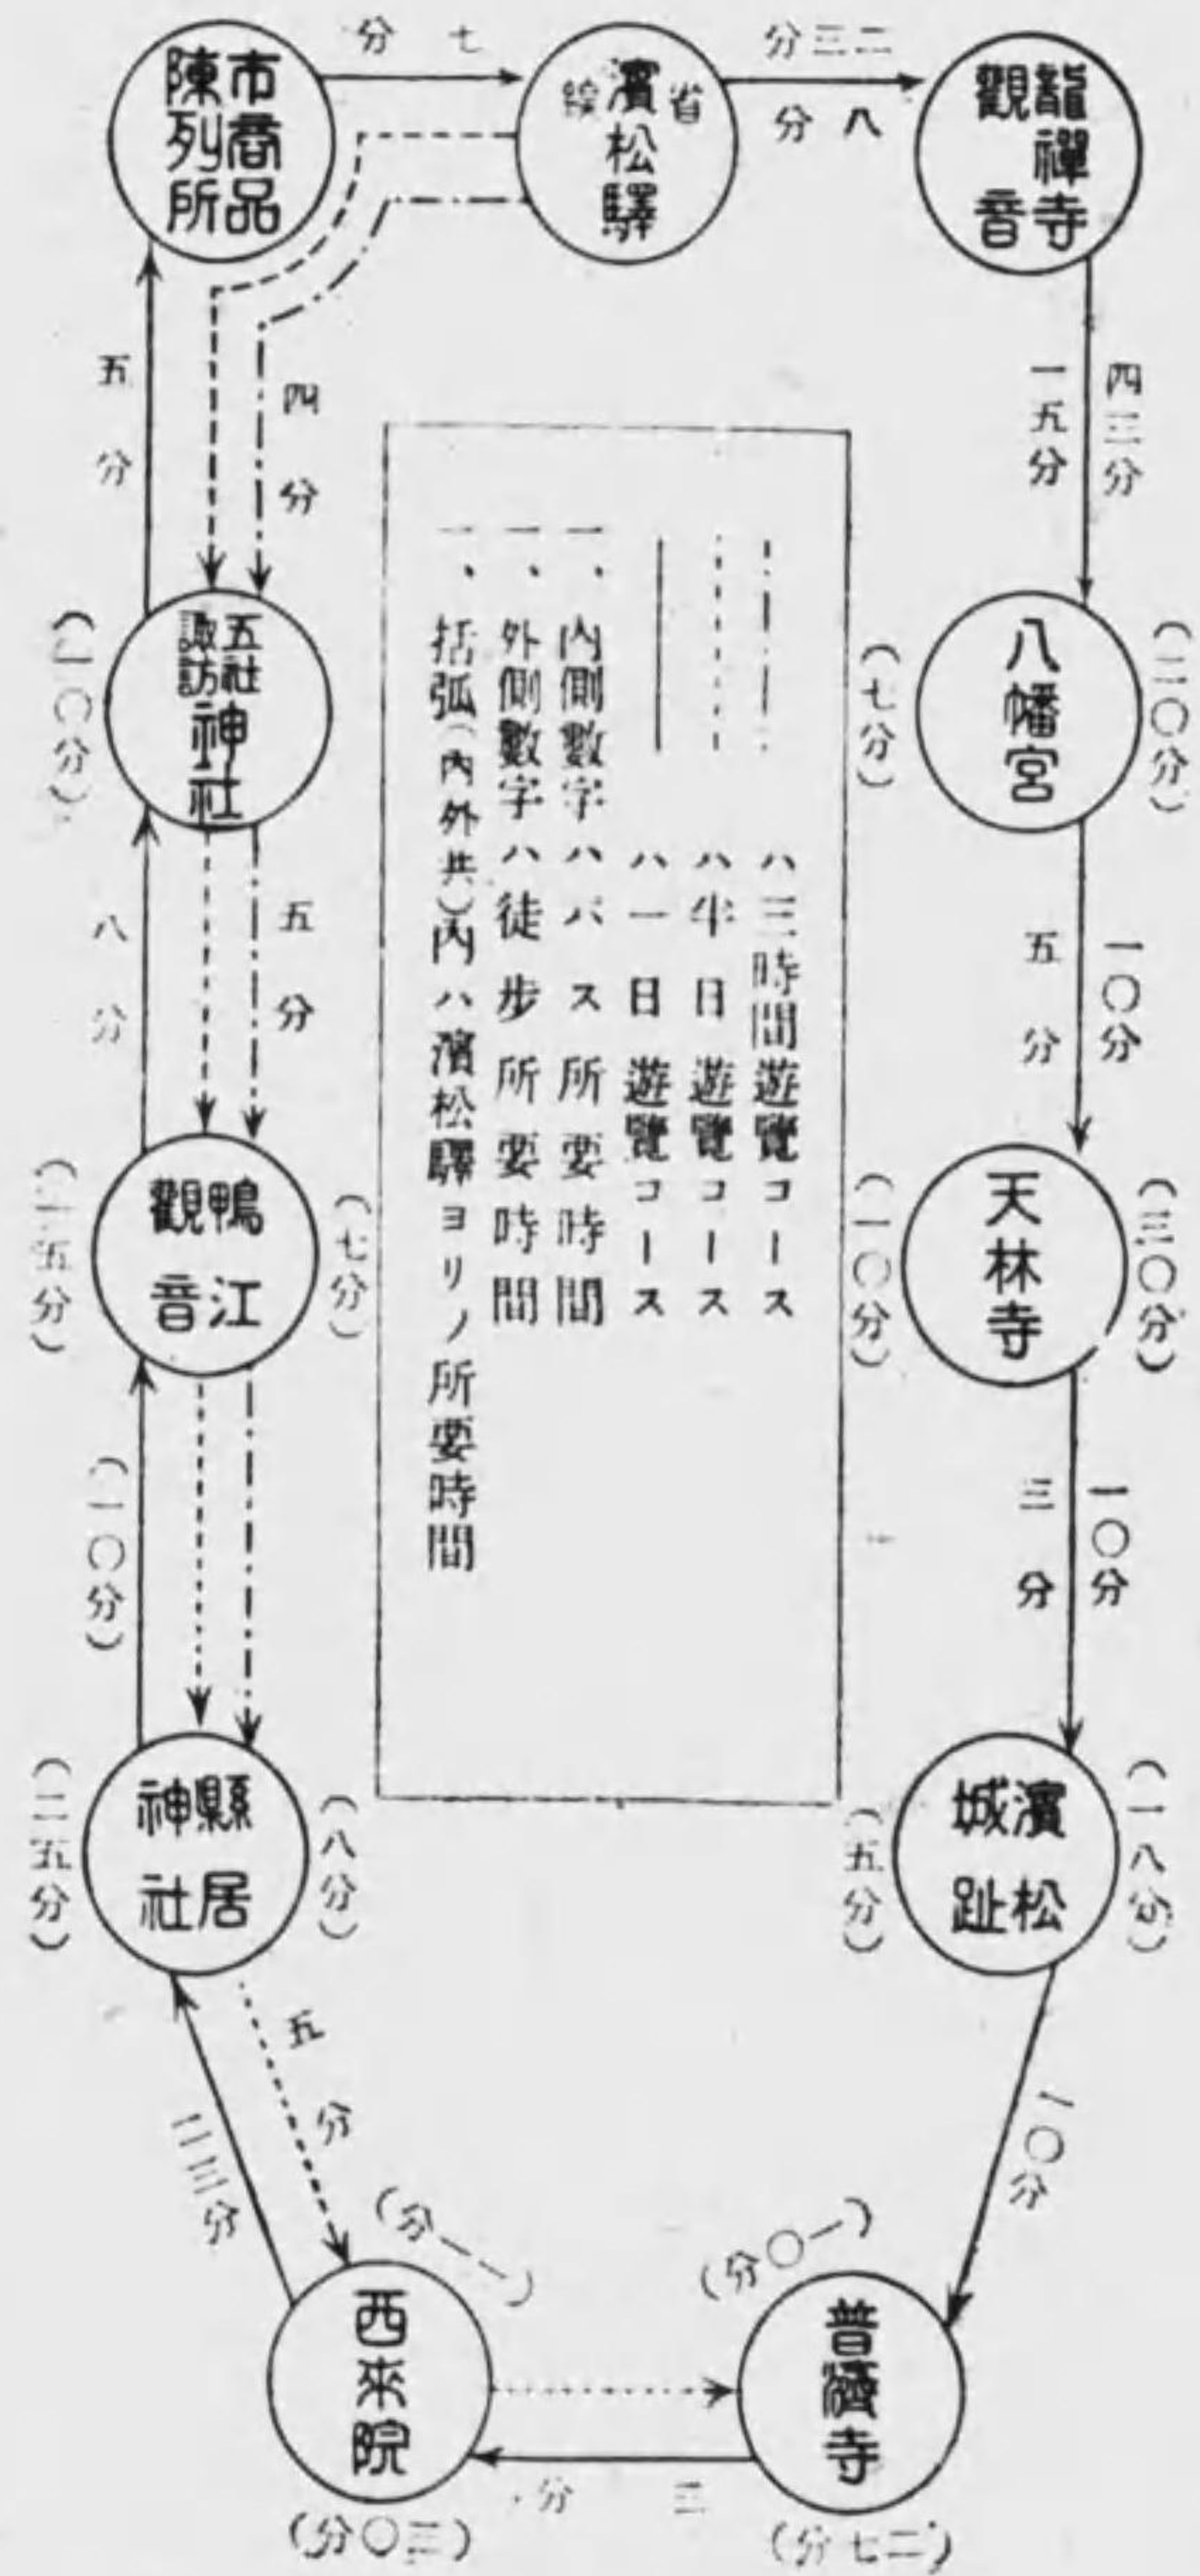 省線
濱松驛
二三分
八分
龍禪寺
觀音
四三分
一五分
八幡宮
(二〇分)
(七分)
一〇分
五分
天林寺
(三〇分)
(一〇分)
一〇分
三分
濱松
城趾
(一八分)
(五分)
一〇分
普濟寺
(一〇分)
(二七分)
二分
西來院
(一一分)
(三〇分)
五分
二三分
縣居
神社
(八分)
(二五分)
(一〇分)
鴨江
觀音
(七分)
(一五分)
五分
八分
五社
諏訪
神社
(一〇分)
四分
五分
市商品
陳列所
七分
ハ三時間遊覽コース
ハ半日遊覽コース
ハ一日遊覽コース
一、內側數字ハバス所要時間
一、外側數字ハ徒步所要時間
一、括弧(內外共)內ハ濱松驛ヨリノ所要時間